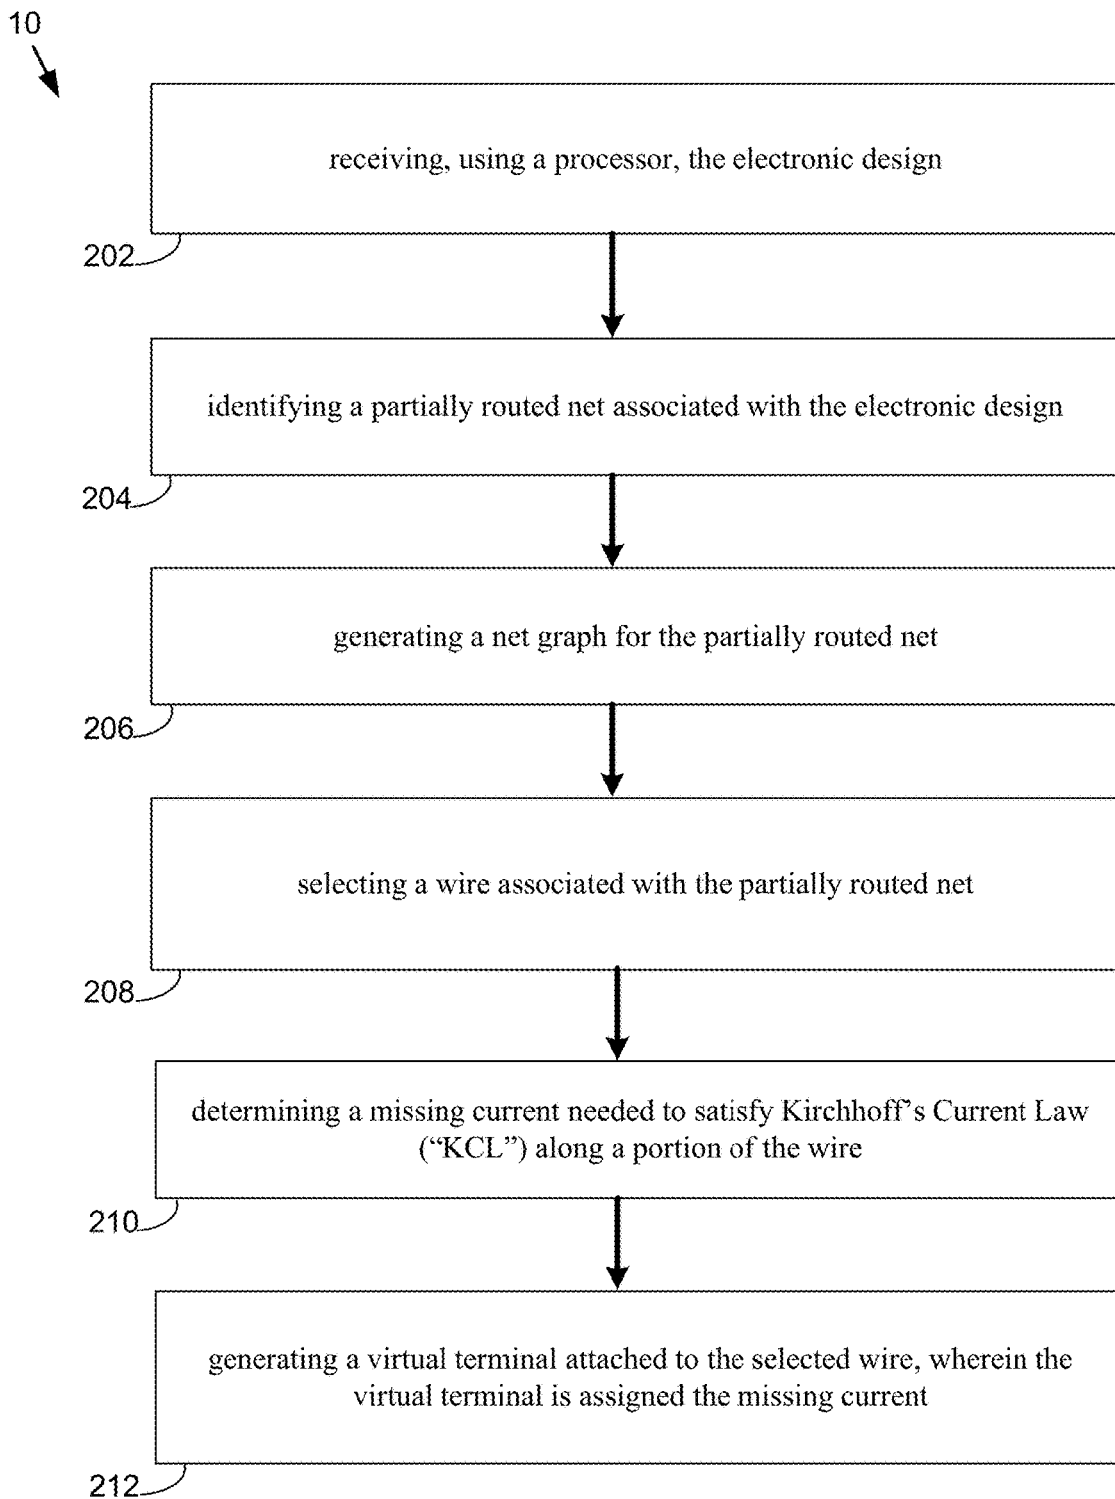 10
receiving, using a processor, the electronic design
202
identifying a partially routed net associated with the electronic design
204
generating a net graph for the partially routed net
206
selecting a wire associated with the partially routed net
208
determining a missing current needed to satisfy Kirchhoff's Current Law
("KCL") along a portion of the wire
210
generating a virtual terminal attached to the selected wire, wherein the
virtual terminal is assigned the missing current
212